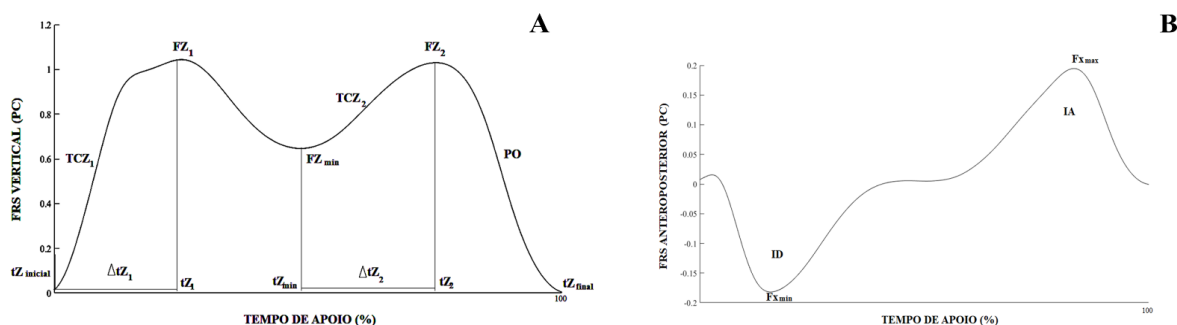 A
FRS VERTICAL (PC)
1.2
1
0.8
0.6
0.4
0.2
0
FZ1
FZ2
TCZ1
TCZ2
FZ min
PO
tZ inicial
ΔtZ1
tZ1
tZmin
ΔtZ2
tZ2
tZfinal
100
TEMPO DE APOIO (%)
B
FRS ANTEROPOSTERIOR (PC)
0.2
0.15
0.1
0.05
0
-0.05
-0.1
-0.15
-0.2
Fxmax
IA
ID
Fxmin
100
TEMPO DE APOIO (%)